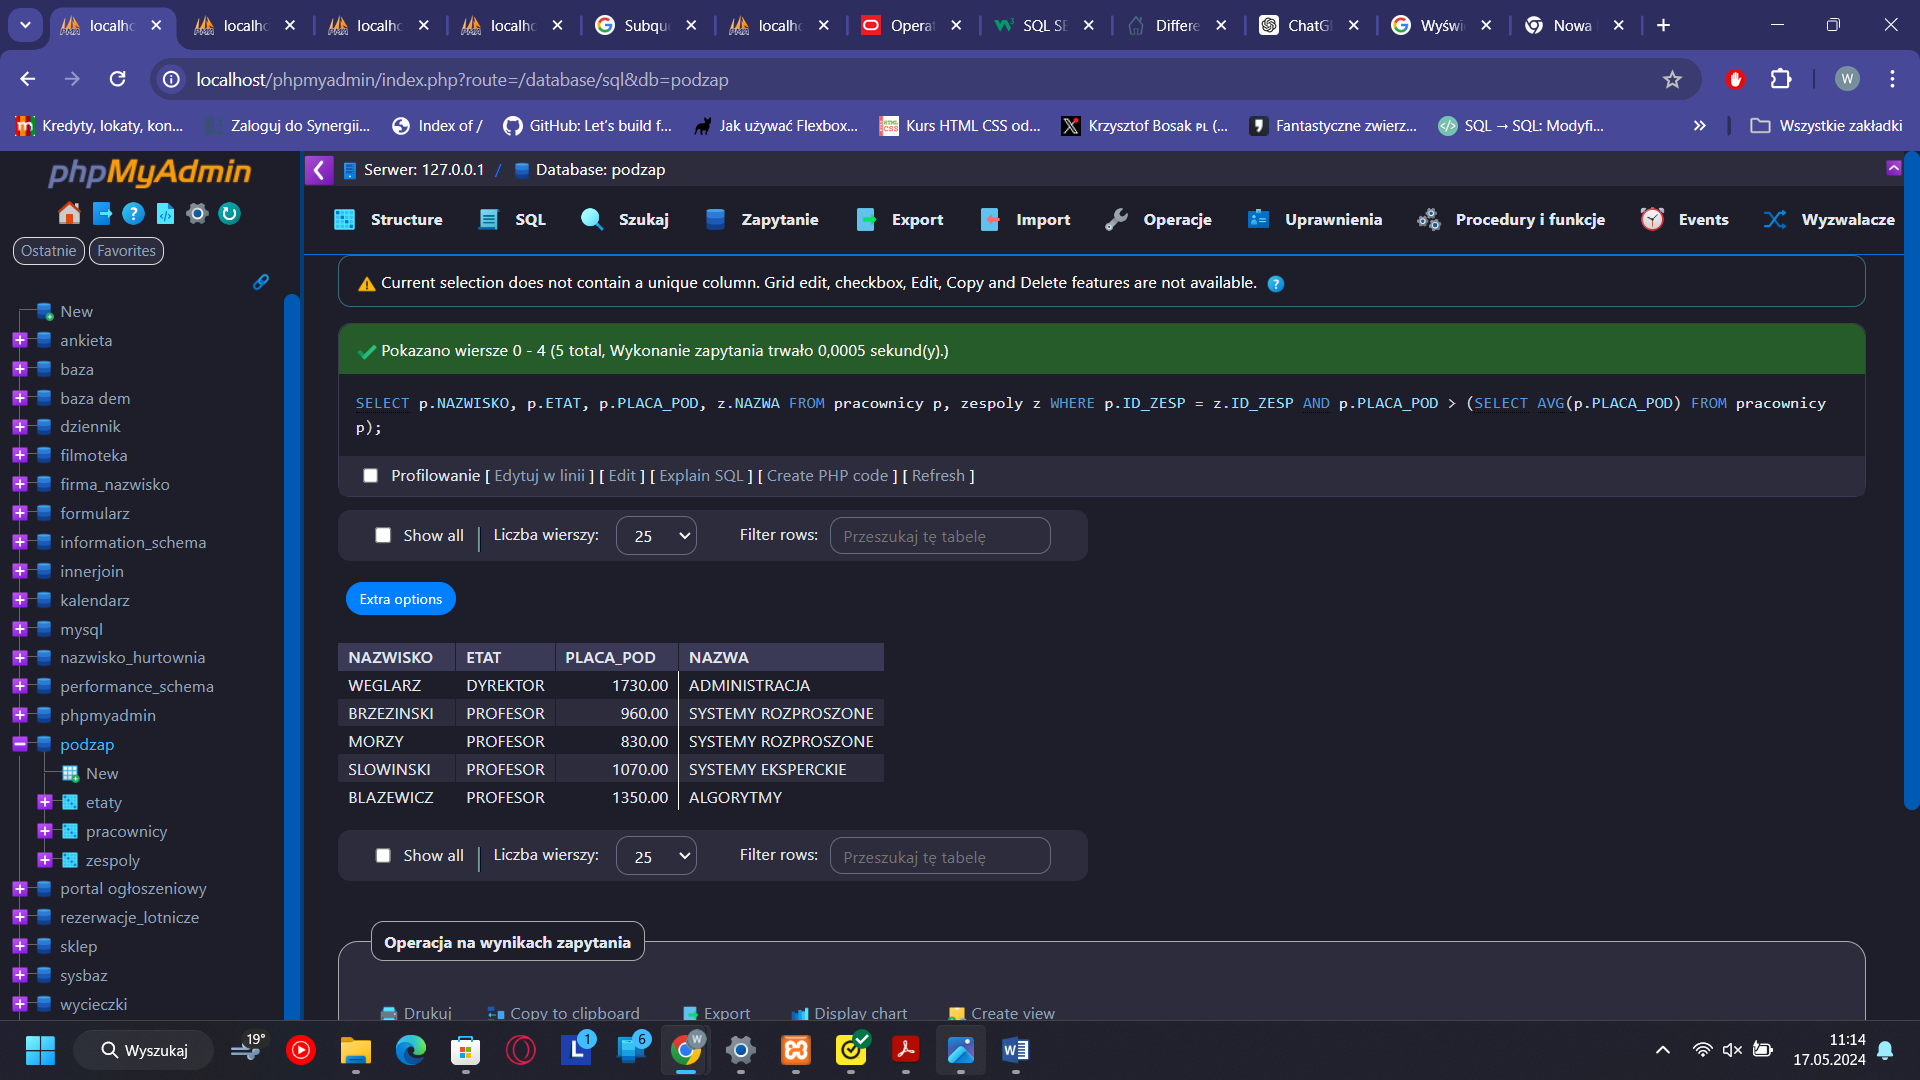 localho
localho
localho
localho
Subqu
localho
Operat
SQL SE
Differe
ChatGP
Wyświ
Nowa
localhost/phpmyadmin/index.php?route=/database/sql&db=podzap
W
Kredyty, lokaty, kon...
Zaloguj do Synergii...
Index of /
GitHub: Let's build f...
Jak używać Flexbox...
Kurs HTML CSS od...
Krzysztof Bosak PL (...
Fantastyczne zwierz...
SQL → SQL: Modyfi...
Wszystkie zakładki
phpMyAdmin
Ostatnie
Favorites
New
ankieta
baza
baza dem
dziennik
filmoteka
firma_nazwisko
formularz
information_schema
innerjoin
kalendarz
mysql
nazwisko_hurtownia
performance_schema
phpmyadmin
podzap
New
etaty
pracownicy
zespoly
portal ogłoszeniowy
rezerwacje_lotnicze
sklep
sysbaz
wycieczki
Serwer: 127.0.0.1 / Database: podzap
Structure
SQL
Szukaj
Zapytanie
Export
Import
Operacje
Uprawnienia
Procedury i funkcje
Events
Wyzwalacze
Current selection does not contain a unique column. Grid edit, checkbox, Edit, Copy and Delete features are not available.
Pokazano wiersze 0 - 4 (5 total, Wykonanie zapytania trwało 0,0005 sekund(y).)
SELECT p.NAZWISKO, p.ETAT, p.PLACA_POD, z.NAZWA FROM pracownicy p, zespoly z WHERE p.ID_ZESP = z.ID_ZESP AND p.PLACA_POD > (SELECT AVG(p.PLACA_POD) FROM pracownicy
p);
Profilowanie [ Edytuj w linii ] [ Edit ] [ Explain SQL ] [ Create PHP code ] [ Refresh ]
Show all | Liczba wierszy: 25 Filter rows: Przeszukaj tę tabelę
Extra options
NAZWISKO ETAT PLACA_POD NAZWA
WEGLARZ DYREKTOR 1730.00 ADMINISTRACJA
BRZEZINSKI PROFESOR 960.00 SYSTEMY ROZPROSZONE
MORZY PROFESOR 830.00 SYSTEMY ROZPROSZONE
SLOWINSKI PROFESOR 1070.00 SYSTEMY EKSPERCKIE
BLAZEWICZ PROFESOR 1350.00 ALGORYTMY
Show all | Liczba wierszy: 25 Filter rows: Przeszukaj tę tabelę
Operacja na wynikach zapytania
Drukuj
Copy to clipboard
Export
Display chart
Create view
Wyszukaj
19°
1
6
W
11:14
17.05.2024